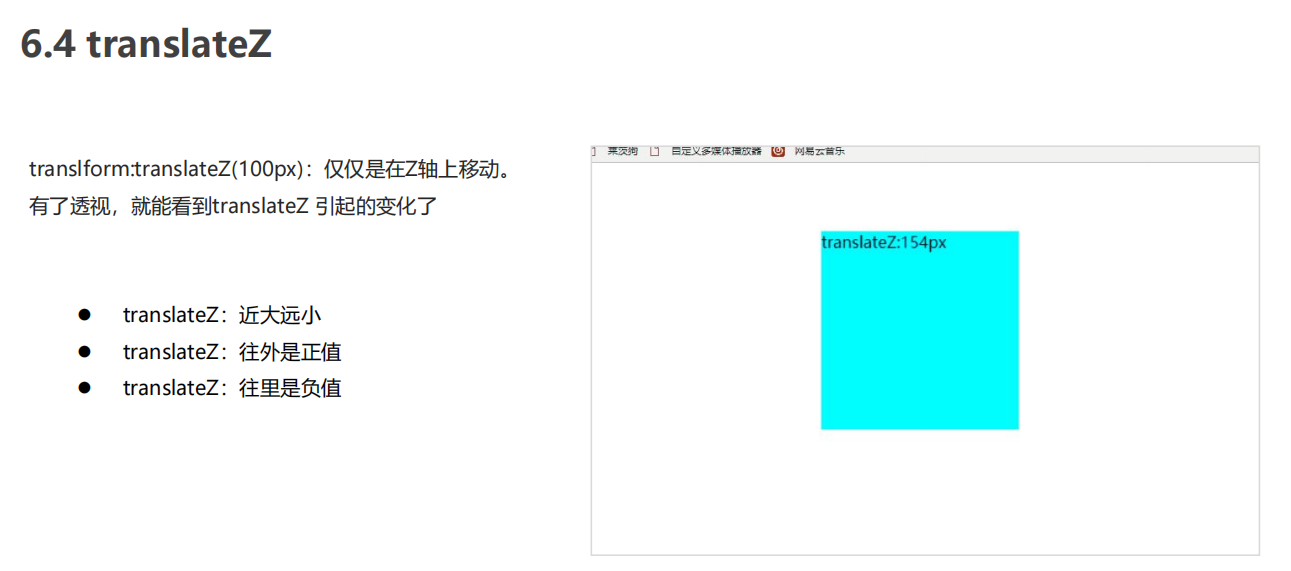 6.4 translateZ
translform:translateZ(100px)：仅仅是在Z轴上移动。
有了透视，就能看到translateZ 引起的变化了
● translateZ：近大远小
● translateZ：往外是正值
● translateZ：往里是负值
自定义多媒体播放器 网易云音乐
translateZ:154px